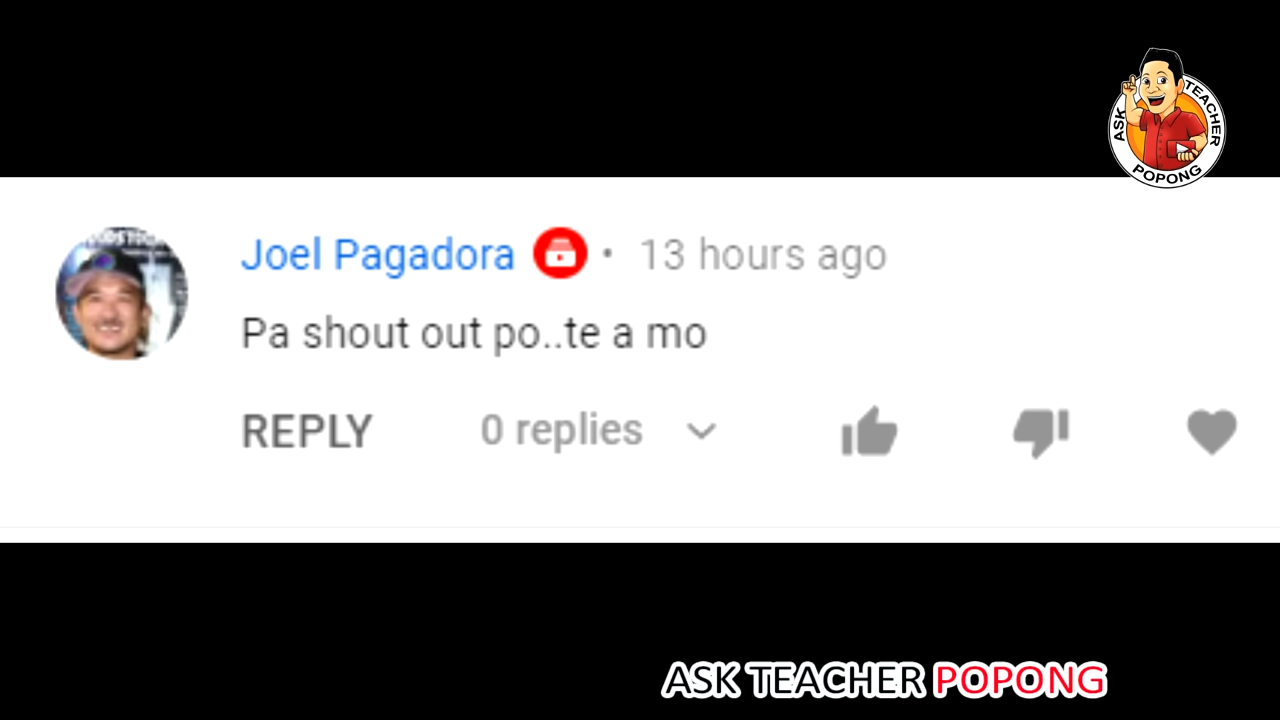 ASK TEACHER
POPONG
Joel Pagadora • 13 hours ago
Pa shout out po..te a mo
REPLY 0 replies
ASK TEACHER POPONG